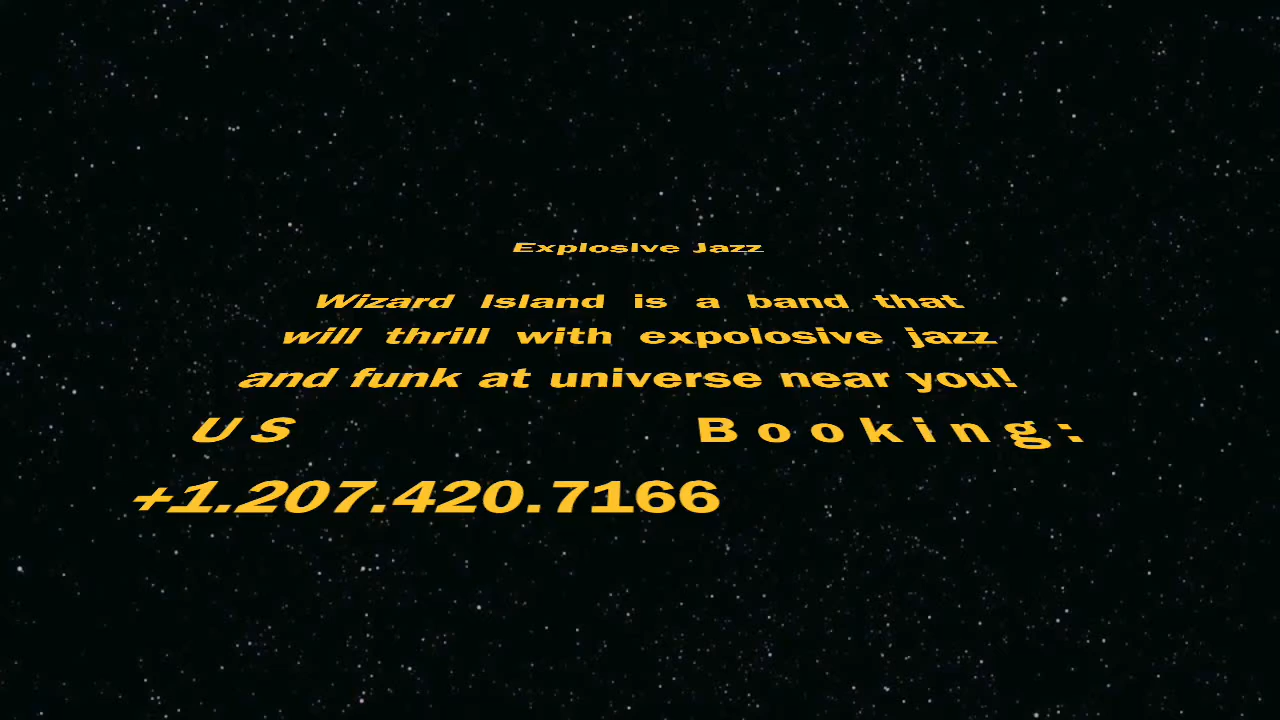 Explosive Jazz
Wizard Island is a band that
will thrill with expolosive jazz
and funk at universe near you!
US Booking:
+1.207.420.7166